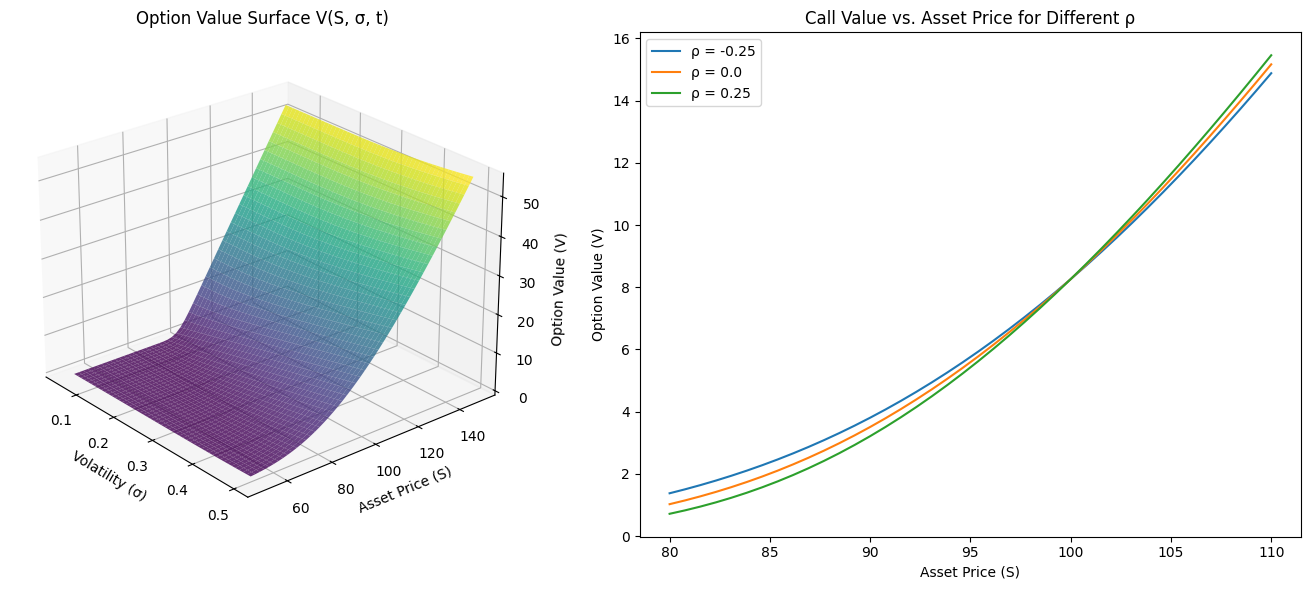 Option Value Surface V(S, σ, t)
50
40
30
20
10
0
Option Value (V)
0.1
0.2
0.3
0.4
0.5
Volatility (σ)
60
80
100
120
140
Asset Price (S)
Call Value vs. Asset Price for Different ρ
ρ = -0.25
ρ = 0.0
ρ = 0.25
16
14
12
10
8
6
4
2
0
Option Value (V)
80 85 90 95 100 105 110
Asset Price (S)